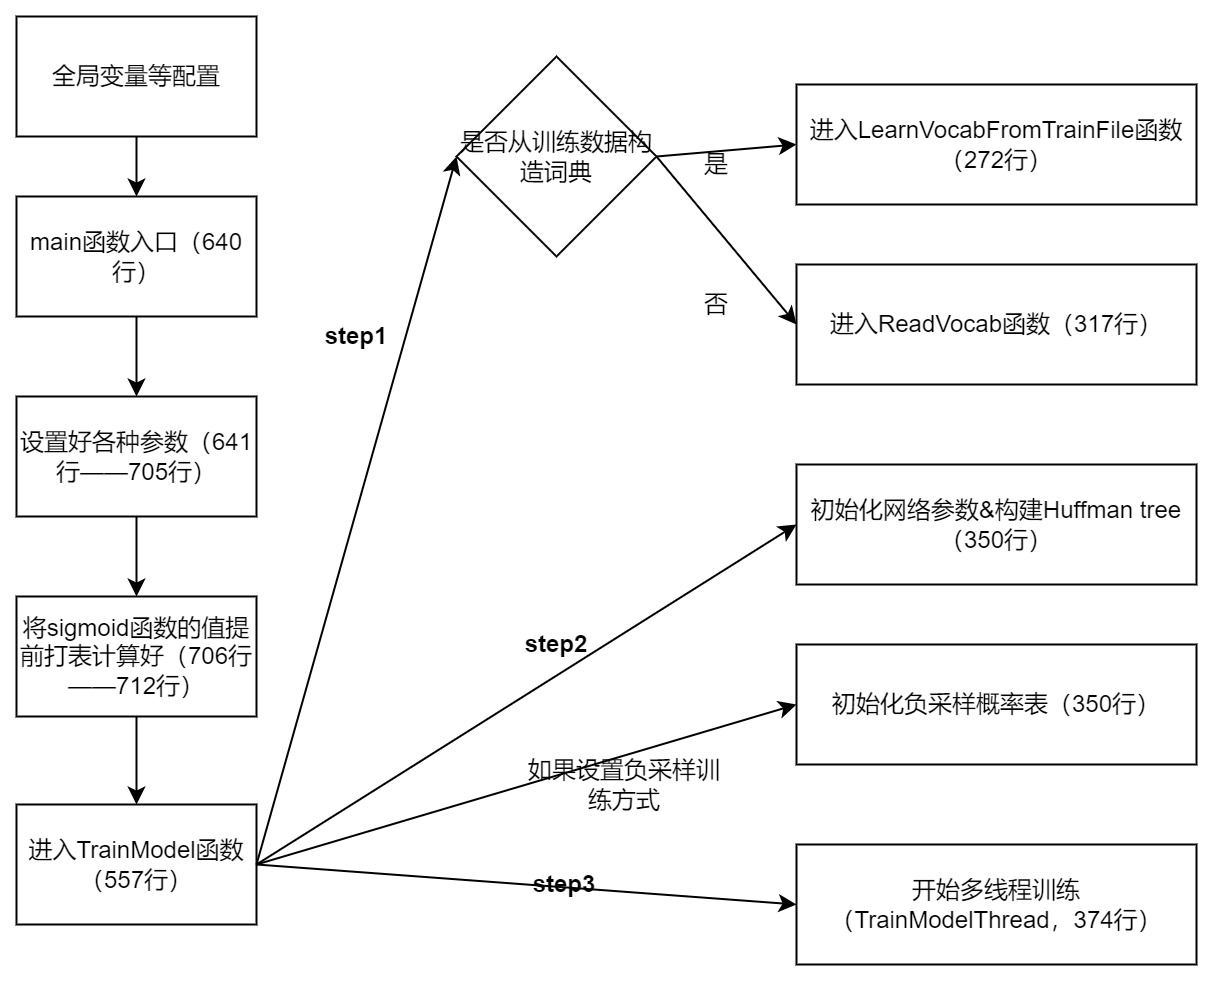 全局变量等配置
main函数入口（640
行）
设置好各种参数（641
行——705行）
将sigmoid函数的值提
前打表计算好（706行
——712行）
进入TrainModel函数
（557行）
step1
是否从训练数据构
造词典
是
否
进入LearnVocabFromTrainFile函数
（272行）
进入ReadVocab函数（317行）
step2
初始化网络参数&构建Huffman tree
（350行）
如果设置负采样训
练方式
初始化负采样概率表（350行）
step3
开始多线程训练
（TrainModelThread，374行）